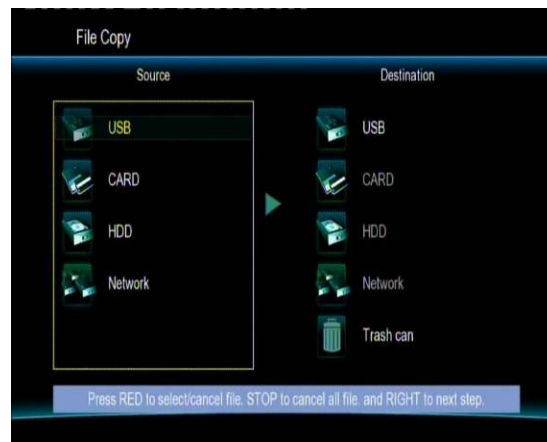 File Copy
Source
Destination
USB
CARD
HDD
Network
USB
CARD
HDD
Network
Trash can
Press RED to select/cancel file. STOP to cancel all file. and RIGHT to next step.